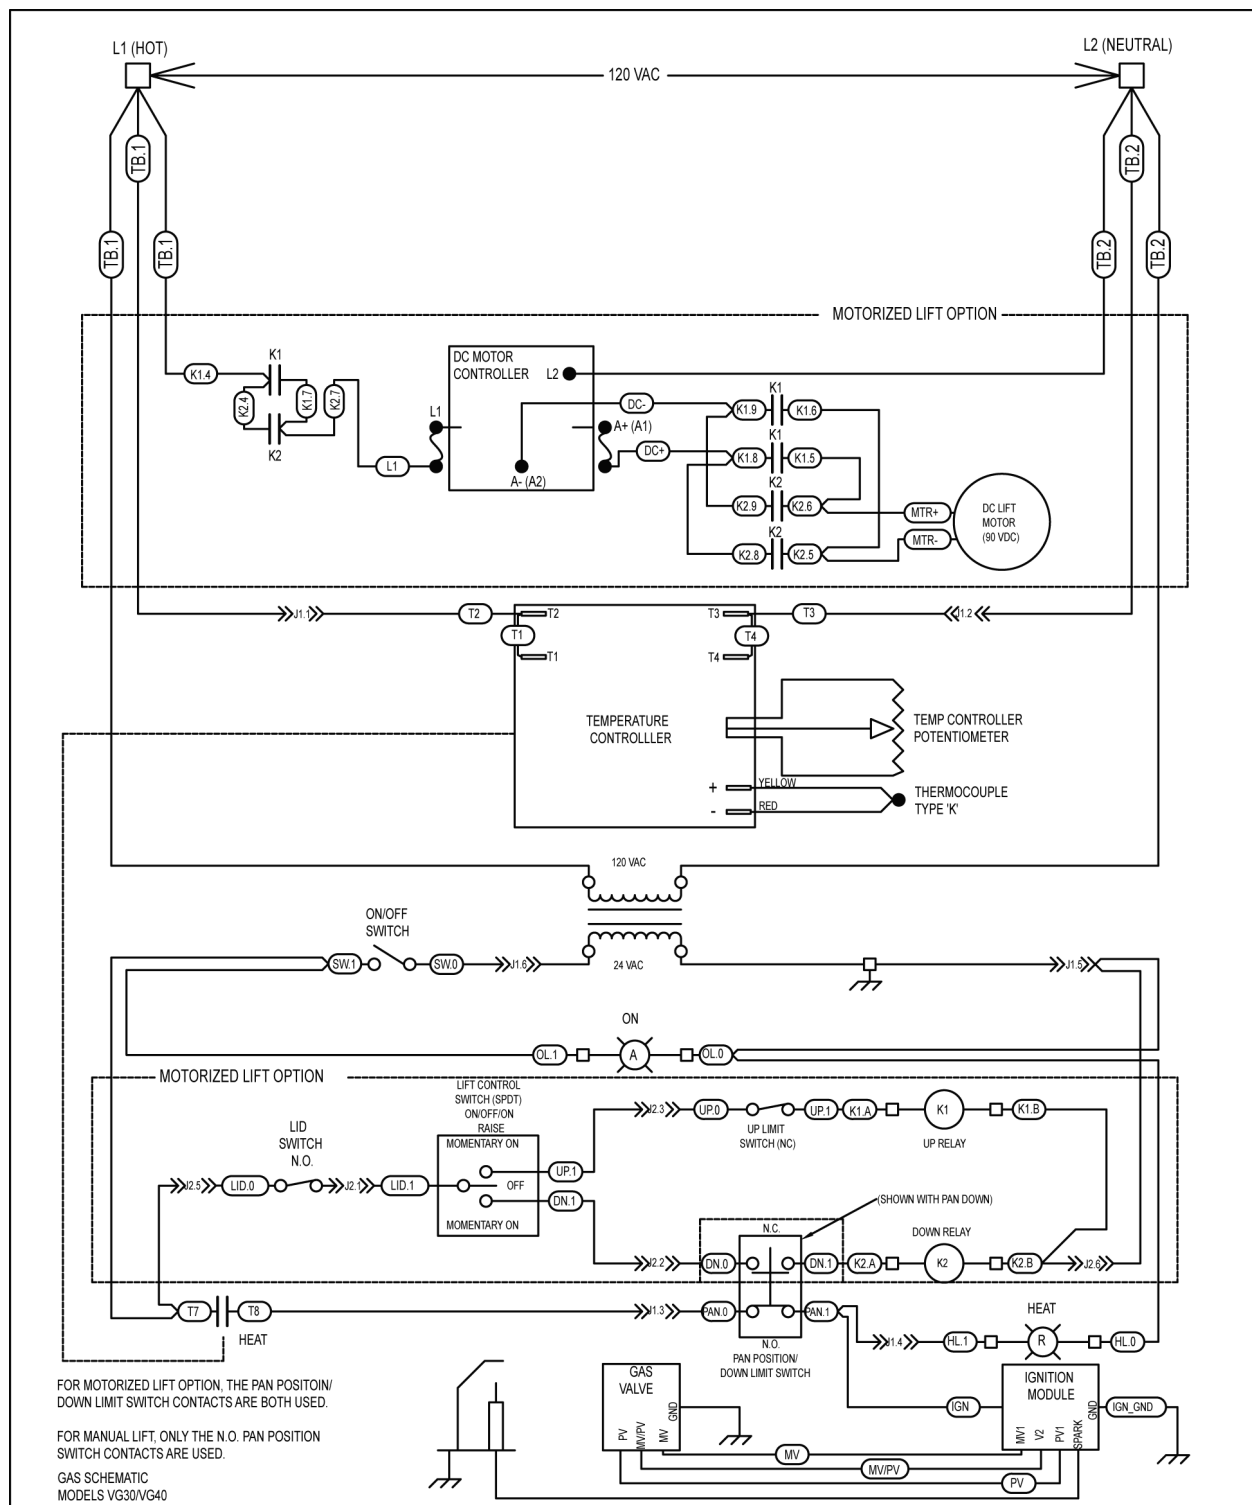 L1 (HOT)
L2 (NEUTRAL)
120 VAC
TB.1
TB.2
TB.1
TB.1
TB.2
TB.2
MOTORIZED LIFT OPTION
K1
K1.4
K2.4
K1.7
K2.7
K2
DC MOTOR
CONTROLLER
L2
L1
L1
A+ (A1)
A- (A2)
DC-
DC+
K1
K1.9
K1.6
K1
K1.8
K1.5
K2
K2.9
K2.6
K2
K2.8
K2.5
MTR+
MTR-
DC LIFT
MOTOR
(90 VDC)
J1.1
T2
T2
T1
T1
T3
T3
T4
T4
J1.2
TEMPERATURE
CONTROLLLER
TEMP CONTROLLER
POTENTIOMETER
+
YELLOW
-
RED
THERMOCOUPLE
TYPE 'K'
120 VAC
ON/OFF
SWITCH
SW.1
SW.0
J1.6
24 VAC
J1.5
ON
OL.1
A
OL.0
MOTORIZED LIFT OPTION
LIFT CONTROL
SWITCH (SPDT)
ON/OFF/ON
RAISE
MOMENTARY ON
OFF
MOMENTARY ON
LID
SWITCH
N.O.
J2.5
LID.0
J2.1
LID.1
UP.1
DN.1
J2.3
UP.0
UP.1
K1.A
K1
K1.B
UP LIMIT
SWITCH (NC)
UP RELAY
(SHOWN WITH PAN DOWN)
N.C.
DOWN RELAY
J2.2
DN.0
DN.1
K2.A
K2
K2.B
J2.6
T7
T8
HEAT
J1.3
PAN.0
PAN.1
N.O.
PAN POSITION/
DOWN LIMIT SWITCH
HEAT
J1.4
HL.1
R
HL.0
GAS
VALVE
PV
MV/PV
MV
GND
IGNITION
MODULE
IGN
MV1
V2
PV1
SPARK
GND
IGN_GND
MV
MV/PV
PV
FOR MOTORIZED LIFT OPTION, THE PAN POSITOIN/
DOWN LIMIT SWITCH CONTACTS ARE BOTH USED.
FOR MANUAL LIFT, ONLY THE N.O. PAN POSITION
SWITCH CONTACTS ARE USED.
GAS SCHEMATIC
MODELS VG30/VG40